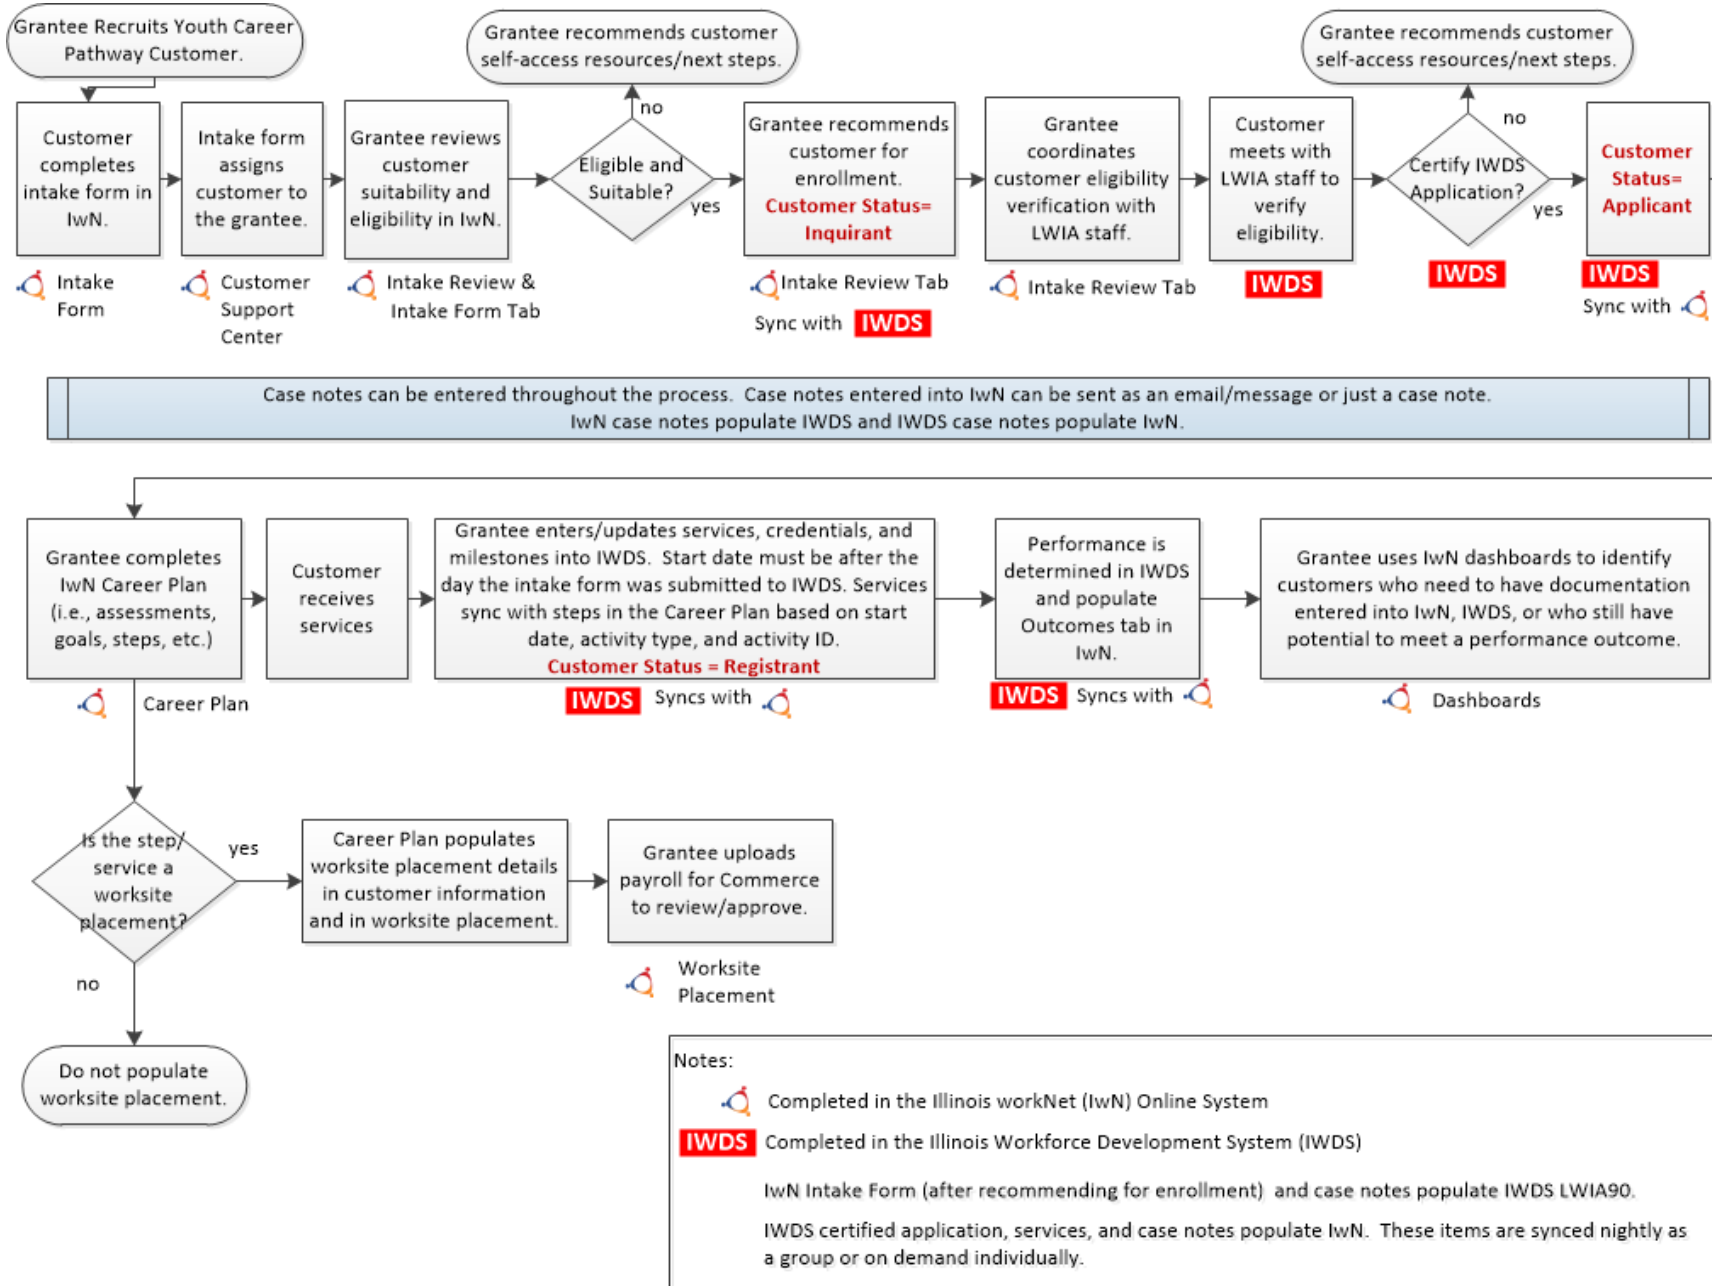 Grantee Recruits Youth Career
Pathway Customer.
Grantee recommends customer
self-access resources/next steps.
Grantee recommends customer
self-access resources/next steps.
Customer
completes
intake form in
IwN.
Intake form
assigns
customer to
the grantee.
Grantee reviews
customer
suitability and
eligibility in IwN.
no
Eligible and
Suitable?
yes
Grantee recommends
customer for
enrollment.
Customer Status=
Inquirant
Grantee
coordinates
customer eligibility
verification with
LWIA staff.
Customer
meets with
LWIA staff to
verify
eligibility.
no
Certify IWDS
Application?
yes
Customer
Status=
Applicant
Intake
Form
Customer
Support
Center
Intake Review &
Intake Form Tab
Intake Review Tab
Sync with IWDS
Intake Review Tab
IWDS
IWDS
IWDS
Sync with
Case notes can be entered throughout the process. Case notes entered into IwN can be sent as an email/message or just a case note.
IwN case notes populate IWDS and IWDS case notes populate IwN.
Grantee completes
IwN Career Plan
(i.e., assessments,
goals, steps, etc.)
Customer
receives
services
Grantee enters/updates services, credentials, and
milestones into IWDS. Start date must be after the
day the intake form was submitted to IWDS. Services
sync with steps in the Career Plan based on start
date, activity type, and activity ID.
Customer Status = Registrant
Performance is
determined in IWDS
and populate
Outcomes tab in
IwN.
Grantee uses IwN dashboards to identify
customers who need to have documentation
entered into IwN, IWDS, or who still have
potential to meet a performance outcome.
Career Plan
IWDS Syncs with
IWDS Syncs with
Dashboards
Is the step/
service a
worksite
placement?
yes
Career Plan populates
worksite placement details
in customer information
and in worksite placement.
Grantee uploads
payroll for Commerce
to review/approve.
Worksite
Placement
no
Do not populate
worksite placement.
Notes:
Completed in the Illinois workNet (IwN) Online System
IWDS Completed in the Illinois Workforce Development System (IWDS)
IwN Intake Form (after recommending for enrollment) and case notes populate IWDS LWIA90.
IWDS certified application, services, and case notes populate IwN. These items are synced nightly as
a group or on demand individually.